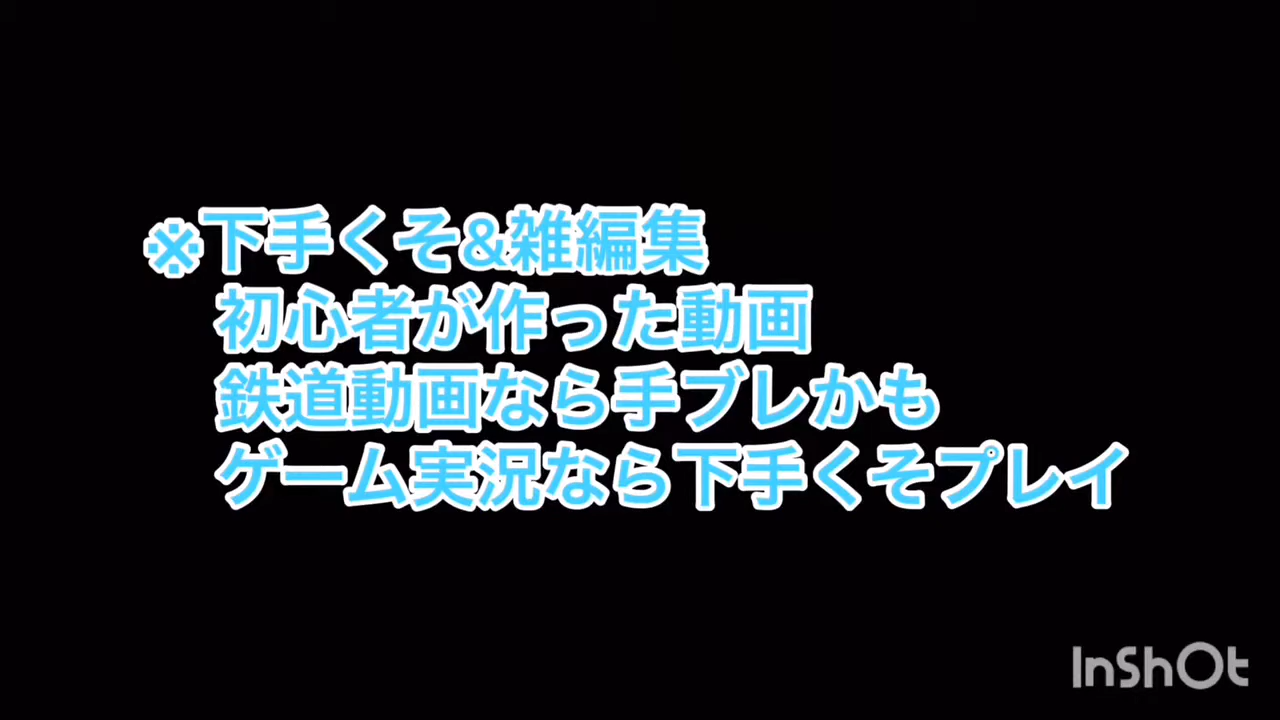 ※下手くそ&雑編集
初心者が作った動画
鉄道動画なら手ブレかも
ゲーム実況なら下手くそプレイ
InShOt